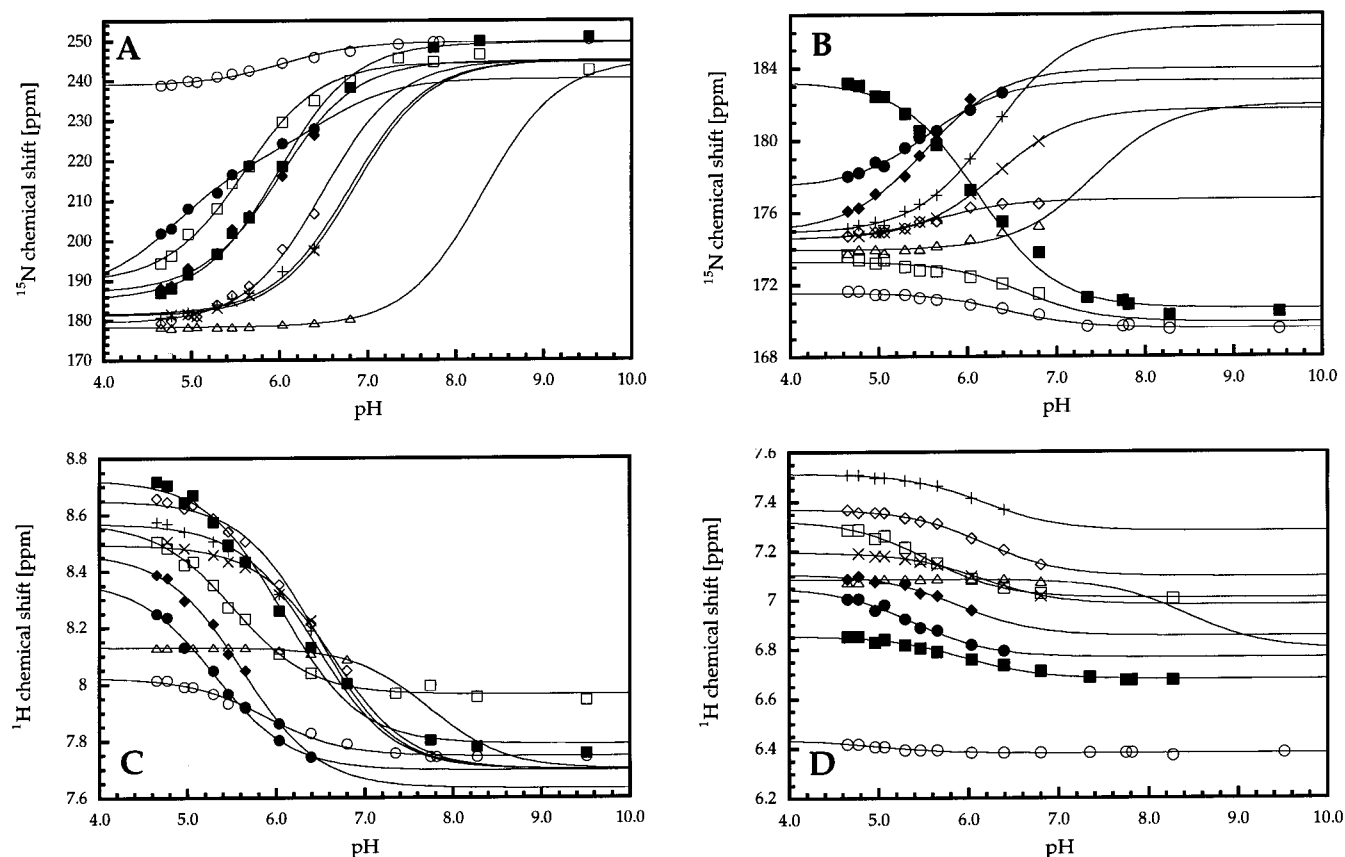 A
250
240
230
220
210
200
190
180
170
¹⁵N chemical shift [ppm]
4.0 5.0 6.0 7.0 8.0 9.0 10.0
pH
B
184
180
176
172
168
¹⁵N chemical shift [ppm]
4.0 5.0 6.0 7.0 8.0 9.0 10.0
pH
C
8.8
8.6
8.4
8.2
8
7.8
7.6
¹H chemical shift [ppm]
4.0 5.0 6.0 7.0 8.0 9.0 10.0
pH
D
7.6
7.4
7.2
7
6.8
6.6
6.4
6.2
¹H chemical shift [ppm]
4.0 5.0 6.0 7.0 8.0 9.0 10.0
pH